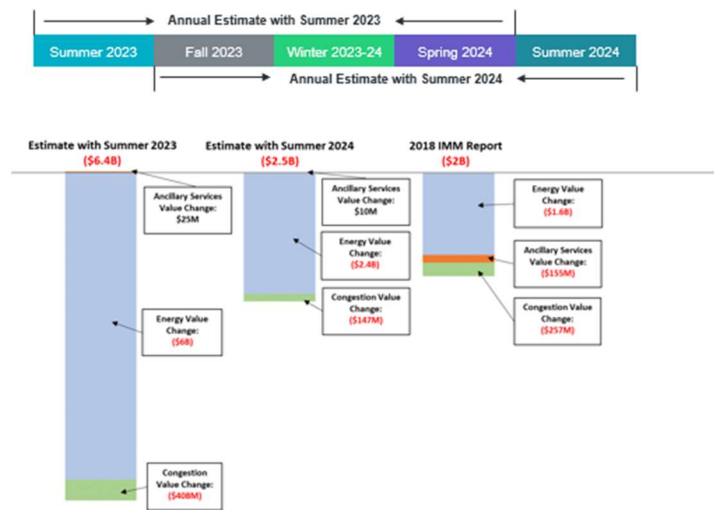 Annual Estimate with Summer 2023
Summer 2023 Fall 2023 Winter 2023-24 Spring 2024 Summer 2024
Annual Estimate with Summer 2024
Estimate with Summer 2023
($6.4B)
Estimate with Summer 2024
($2.5B)
2018 IMM Report
($2B)
Ancillary Services
Value Change:
$25M
Energy Value
Change:
($6B)
Congestion
Value Change:
($408M)
Ancillary Services
Value Change:
$10M
Energy Value
Change:
($2.4B)
Congestion Value
Change:
($147M)
Energy Value
Change:
($1.6B)
Ancillary Services
Value Change:
($155M)
Congestion Value
Change:
($257M)